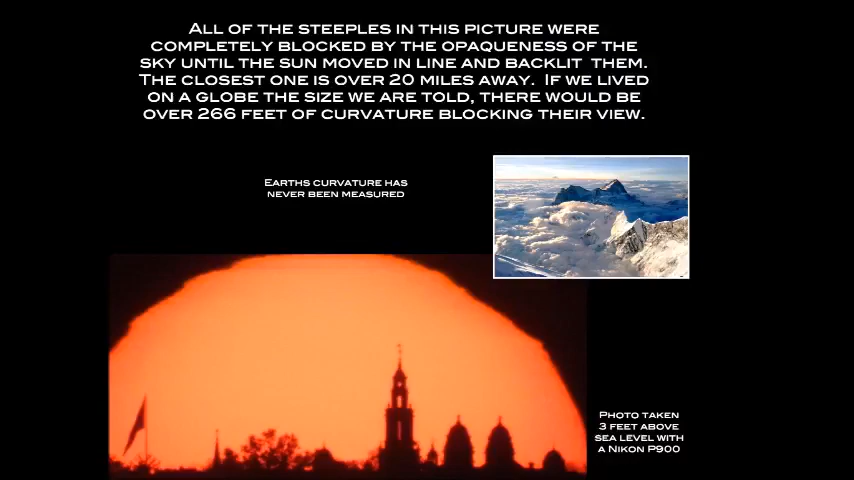 ALL OF THE STEEPLES IN THIS PICTURE WERE
COMPLETELY BLOCKED BY THE OPAQUENESS OF THE
SKY UNTIL THE SUN MOVED IN LINE AND BACKLIT THEM.
THE CLOSEST ONE IS OVER 20 MILES AWAY. IF WE LIVED
ON A GLOBE THE SIZE WE ARE TOLD, THERE WOULD BE
OVER 266 FEET OF CURVATURE BLOCKING THEIR VIEW.
EARTHS CURVATURE HAS
NEVER BEEN MEASURED
PHOTO TAKEN
3 FEET ABOVE
SEA LEVEL WITH
A NIKON P900